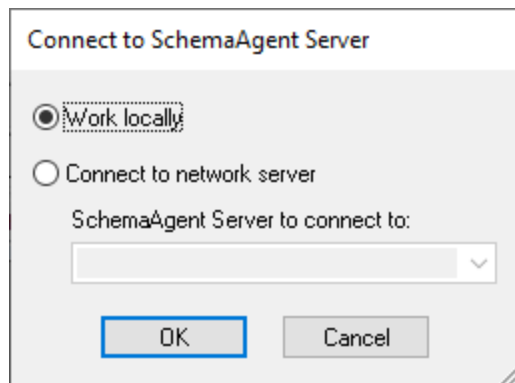 Connect to SchemaAgent Server
Work locally
Connect to network server
SchemaAgent Server to connect to:
OK
Cancel